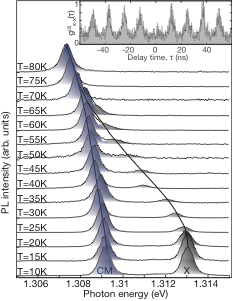 g⁽²⁾x,x(τ)
1
-40 -20 0 20 40
Delay time, τ (ns)
T=80K
T=75K
T=70K
T=65K
T=60K
T=55K
T=50K
T=45K
T=40K
T=35K
T=30K
T=25K
T=20K
T=15K
T=10K
CM X
PL intensity (arb. units)
1.306 1.308 1.31 1.312 1.314
Photon energy (eV)